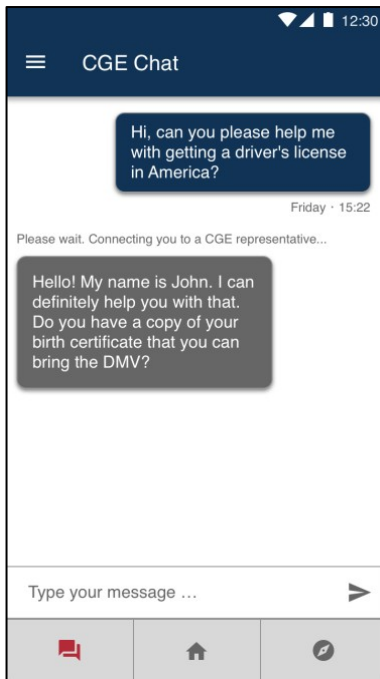 12:30
CGE Chat
Hi, can you please help me
with getting a driver's license
in America?
Friday · 15:22
Please wait. Connecting you to a CGE representative...
Hello! My name is John. I can
definitely help you with that.
Do you have a copy of your
birth certificate that you can
bring the DMV?
Type your message ...